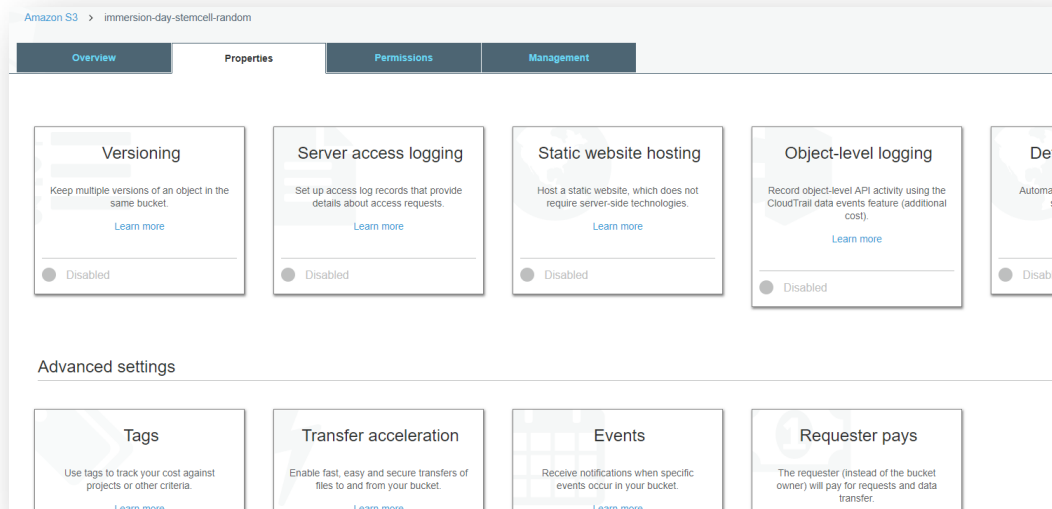 Amazon S3 > immersion-day-stemcell-random
Overview Properties Permissions Management
Versioning
Keep multiple versions of an object in the
same bucket.
Learn more
Disabled
Server access logging
Set up access log records that provide
details about access requests.
Learn more
Disabled
Static website hosting
Host a static website, which does not
require server-side technologies.
Learn more
Disabled
Object-level logging
Record object-level API activity using the
CloudTrail data events feature (additional
cost).
Learn more
Disabled
Advanced settings
Tags
Use tags to track your cost against
projects or other criteria.
Learn more
Transfer acceleration
Enable fast, easy and secure transfers of
files to and from your bucket.
Learn more
Events
Receive notifications when specific
events occur in your bucket.
Learn more
Requester pays
The requester (instead of the bucket
owner) will pay for requests and data
transfer.